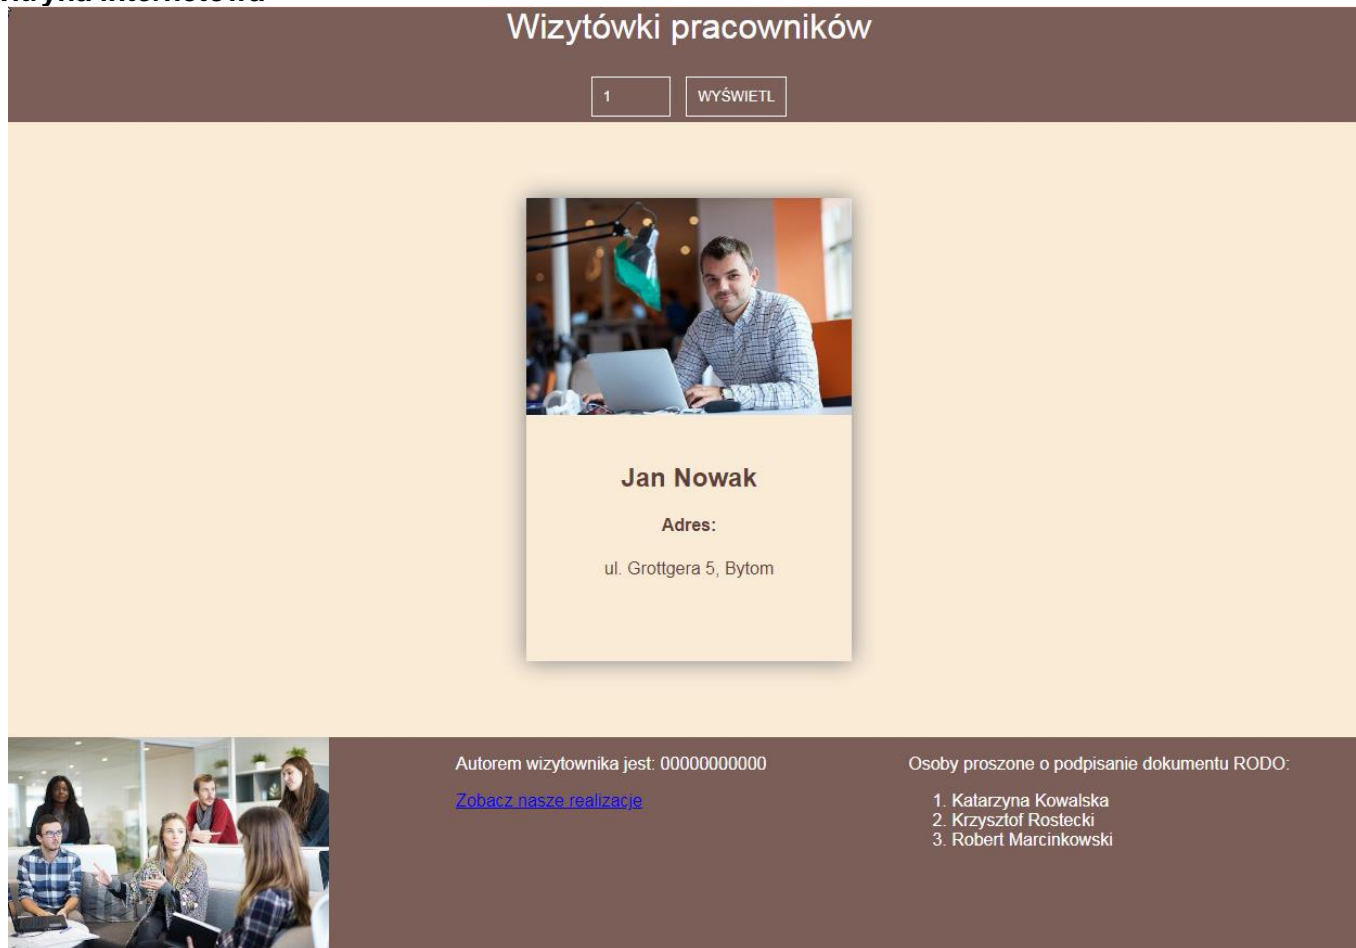 Wizytówki pracowników
1 WYŚWIETL
Jan Nowak
Adres:
ul. Grottgera 5, Bytom
Autorem wizytownika jest: 00000000000
Zobacz nasze realizacje
Osoby proszone o podpisanie dokumentu RODO:
1. Katarzyna Kowalska
2. Krzysztof Rostecki
3. Robert Marcinkowski